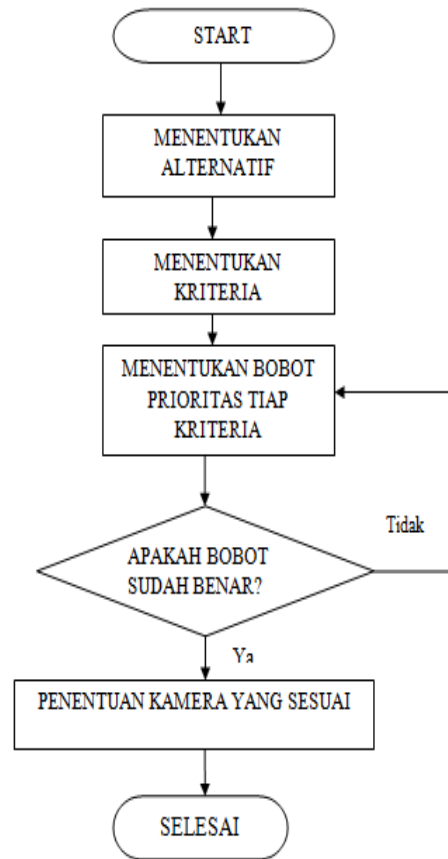 START
MENENTUKAN
ALTERNATIF
MENENTUKAN
KRITERIA
MENENTUKAN BOBOT
PRIORITAS TIAP
KRITERIA
APAKAH BOBOT
SUDAH BENAR?
Tidak
Ya
PENENTUAN KAMERA YANG SESUAI
SELESAI